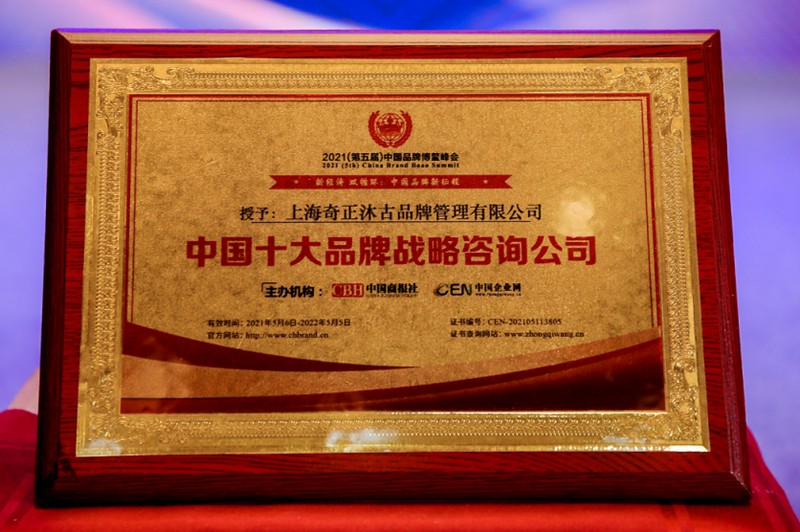 2021(第五届)中国品牌博鳌峰会
2021 (5th) China Brand Boao Summit
新经济 双循环：中国品牌新征程
授予：上海奇正沐古品牌管理有限公司
中国十大品牌战略咨询公司
主办机构： CBH 中国商报社 CEN 中国企业网
www.zhongqiwang.cn
有效时间：2021年5月6日-2022年5月5日 证书编号：CEN-202105113805
官方网站：http://www.chbrand.cn 证书查询网站：www.zhongqiwang.cn